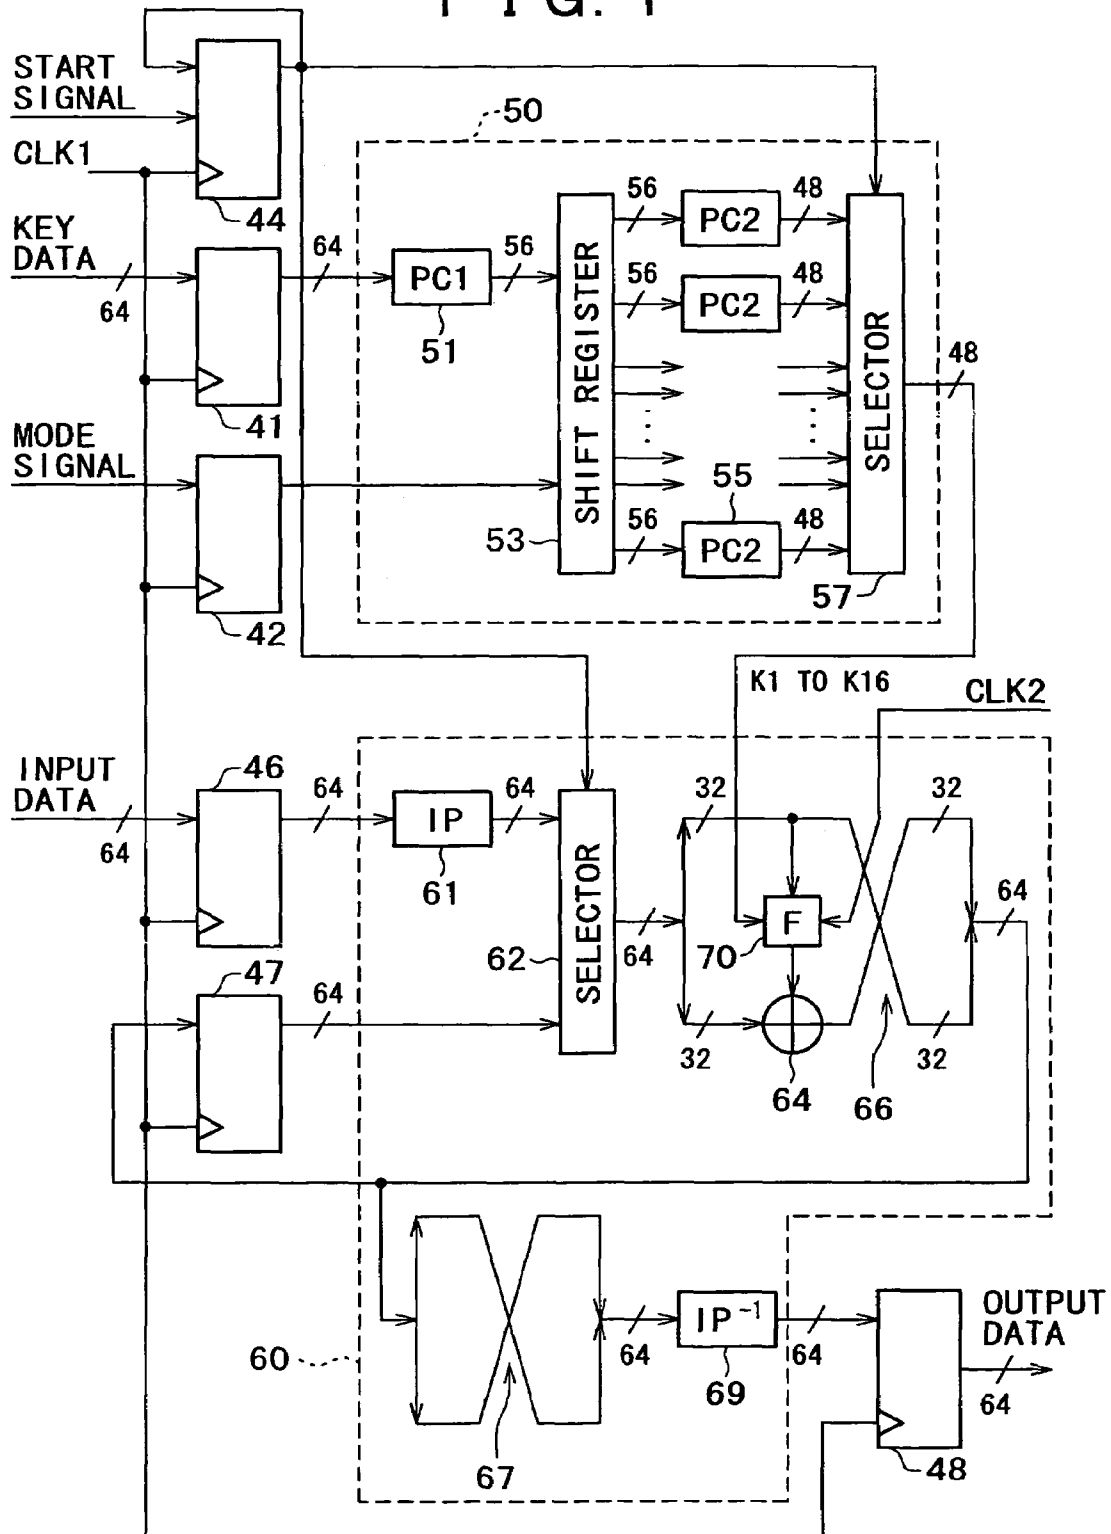 F I G. 1
START
SIGNAL
CLK1
50
44
KEY
DATA
64
64
PC1
56
51
41
MODE
SIGNAL
42
SHIFT REGISTER
53
56
PC2
48
56
PC2
48
55
56
PC2
48
SELECTOR
57
48
K1 TO K16
CLK2
INPUT
DATA
64
46
64
IP
64
61
47
64
SELECTOR
62
64
32
32
F
70
64
32
32
66
64
60
67
64
IP⁻¹
69
64
48
OUTPUT
DATA
64